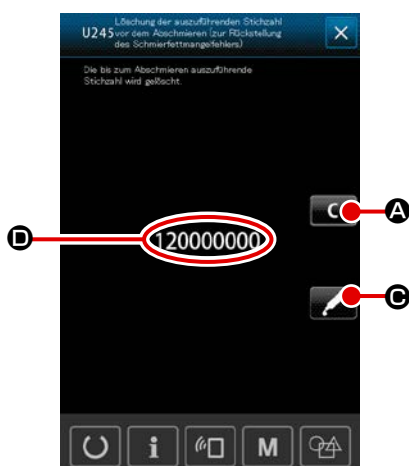 U245 Löschung der auszuführenden Stichzahl
vor dem Abschmieren (zur Rückstellung
des Schmierfettmangelfehlers)
Die bis zum Abschmieren auszuführende
Stichzahl wird gelöscht.
C
A
D
120000000
C
i
M